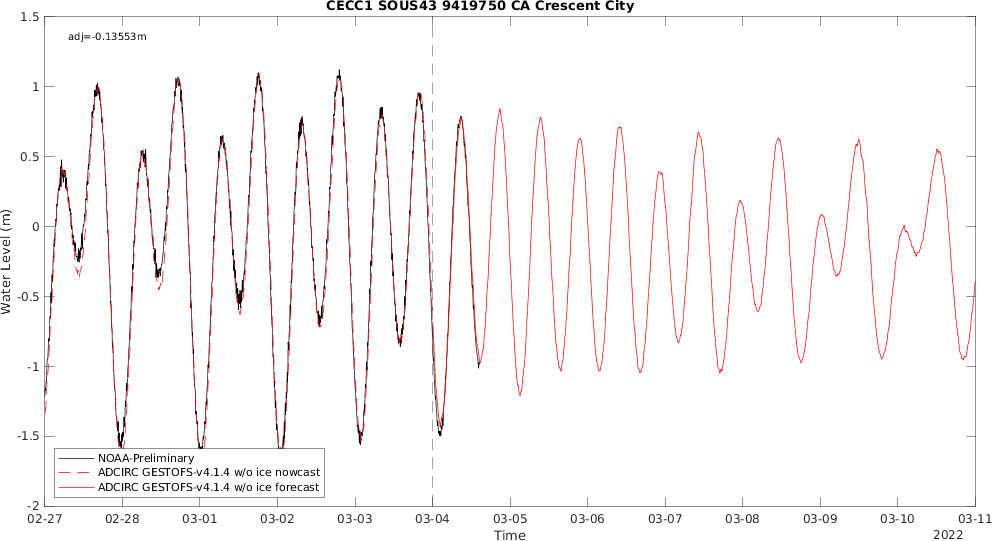 CECC1 SOUS43 9419750 CA Crescent City
adj=-0.13553m
1.5
1
0.5
0
-0.5
-1
-1.5
-2
Water Level (m)
NOAA-Preliminary
ADCIRC GESTOFS-v4.1.4 w/o ice nowcast
ADCIRC GESTOFS-v4.1.4 w/o ice forecast
02-27 02-28 03-01 03-02 03-03 03-04 03-05 03-06 03-07 03-08 03-09 03-10 03-11
Time
2022